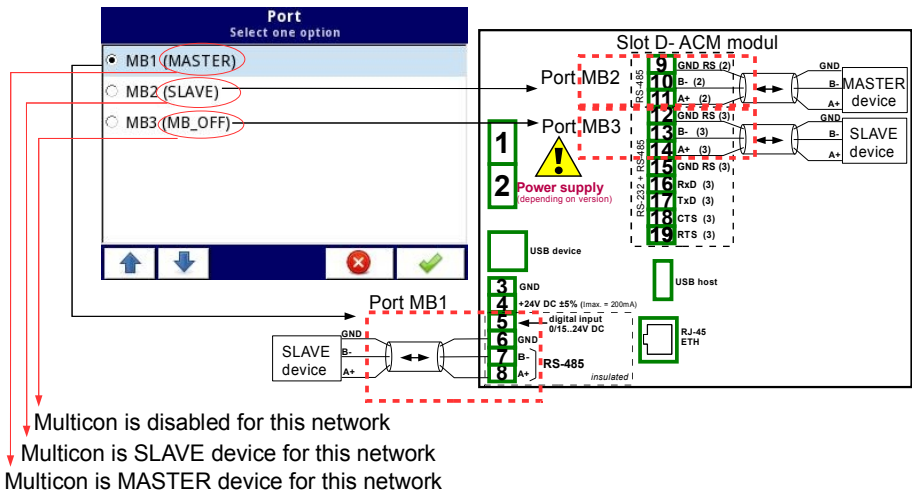 Port
Select one option
MB1 (MASTER)
MB2 (SLAVE)
MB3 (MB_OFF)
Slot D- ACM modul
Port MB2
RS-485
9 GND RS (2)
10 B- (2)
11 A+ (2)
GND
B-
A+
MASTER
device
Port MB3
RS-232 + RS-485
12 GND RS (3)
13 B- (3)
14 A+ (3)
15 GND RS (3)
16 RxD (3)
17 TxD (3)
18 CTS (3)
19 RTS (3)
GND
B-
A+
SLAVE
device
1
2
Power supply
(depending on version)
USB device
USB host
RJ-45
ETH
Port MB1
3 GND
4 +24V DC ±5% (Imax. = 200mA)
5 digital input
0/15..24V DC
6 GND
7 B-
8 A+
RS-485
insulated
GND
B-
A+
SLAVE
device
Multicon is disabled for this network
Multicon is SLAVE device for this network
Multicon is MASTER device for this network